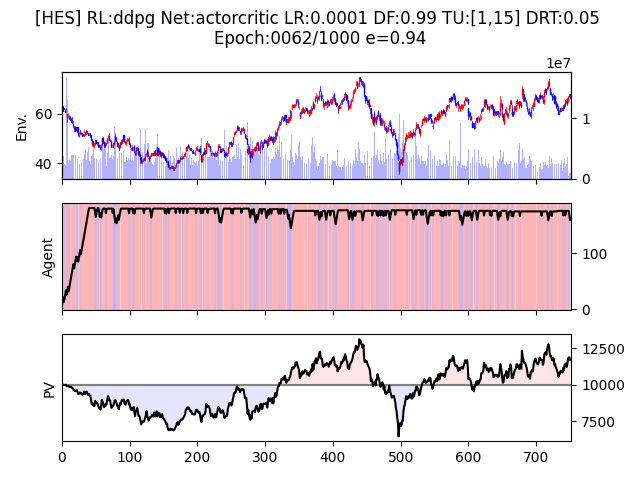 [HES] RL:ddpg Net:actorcritic LR:0.0001 DF:0.99 TU:[1,15] DRT:0.05
Epoch:0062/1000 e=0.94
1e7
Env.
60
40
1
0
Agent
100
0
PV
12500
10000
7500
0 100 200 300 400 500 600 700